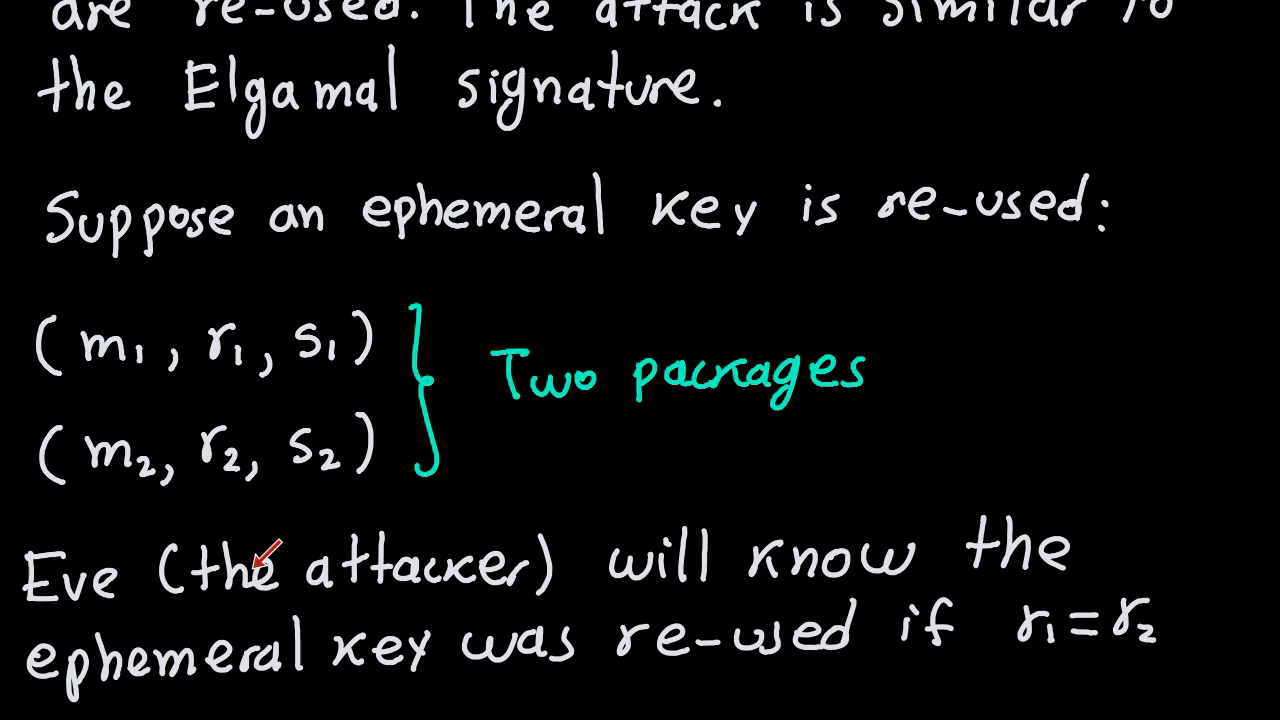 are re-used. The attack is similar to
the Elgamal signature.
Suppose an ephemeral key is re-used:
(m₁, r₁, s₁)
(m₂, r₂, s₂)
Two packages
Eve (the attacker) will know the
ephemeral key was re-used if r₁=r₂